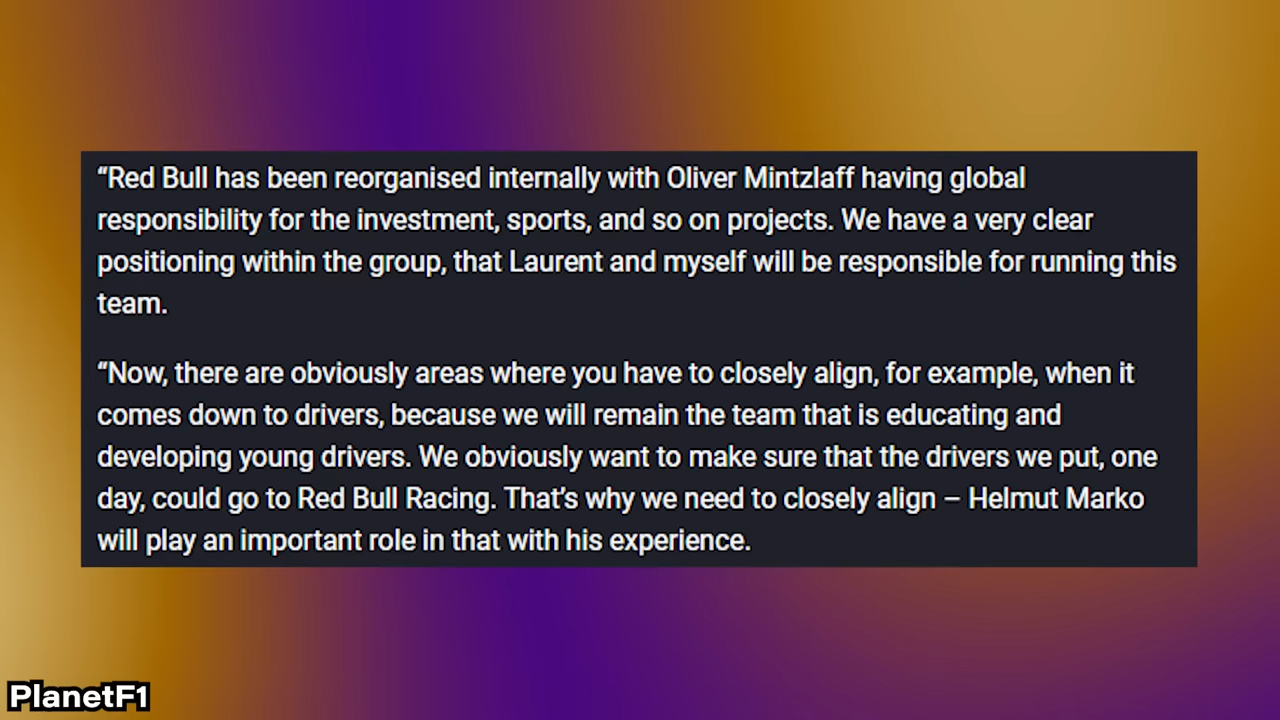 “Red Bull has been reorganised internally with Oliver Mintzlaff having global
responsibility for the investment, sports, and so on projects. We have a very clear
positioning within the group, that Laurent and myself will be responsible for running this
team.
“Now, there are obviously areas where you have to closely align, for example, when it
comes down to drivers, because we will remain the team that is educating and
developing young drivers. We obviously want to make sure that the drivers we put, one
day, could go to Red Bull Racing. That’s why we need to closely align – Helmut Marko
will play an important role in that with his experience.
PlanetF1